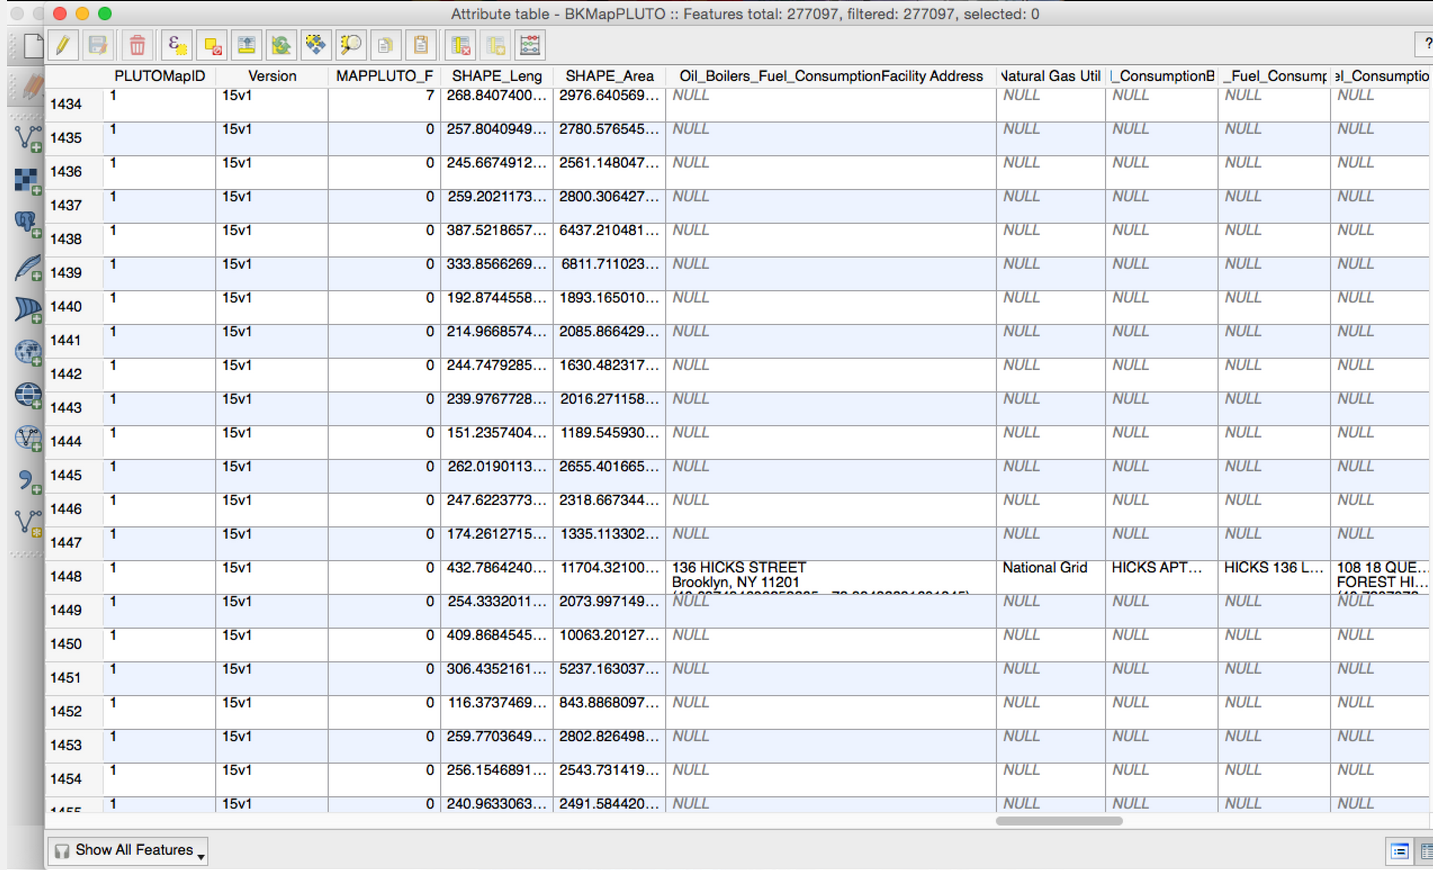 Attribute table - BKMapPLUTO :: Features total: 277097, filtered: 277097, selected: 0
ε
?
PLUTOMapID Version MAPPLUTO_F SHAPE_Leng SHAPE_Area Oil_Boilers_Fuel_ConsumptionFacility Address Natural Gas Util l_ConsumptionB _Fuel_Consump el_Consumptio
1434 1 15v1 7 268.8407400... 2976.640569... NULL NULL NULL NULL NULL
1435 1 15v1 0 257.8040949... 2780.576545... NULL NULL NULL NULL NULL
1436 1 15v1 0 245.6674912... 2561.148047... NULL NULL NULL NULL NULL
1437 1 15v1 0 259.2021173... 2800.306427... NULL NULL NULL NULL NULL
1438 1 15v1 0 387.5218657... 6437.210481... NULL NULL NULL NULL NULL
1439 1 15v1 0 333.8566269... 6811.711023... NULL NULL NULL NULL NULL
1440 1 15v1 0 192.8744558... 1893.165010... NULL NULL NULL NULL NULL
1441 1 15v1 0 214.9668574... 2085.866429... NULL NULL NULL NULL NULL
1442 1 15v1 0 244.7479285... 1630.482317... NULL NULL NULL NULL NULL
1443 1 15v1 0 239.9767728... 2016.271158... NULL NULL NULL NULL NULL
1444 1 15v1 0 151.2357404... 1189.545930... NULL NULL NULL NULL NULL
1445 1 15v1 0 262.0190113... 2655.401665... NULL NULL NULL NULL NULL
1446 1 15v1 0 247.6223773... 2318.667344... NULL NULL NULL NULL NULL
1447 1 15v1 0 174.2612715... 1335.113302... NULL NULL NULL NULL NULL
1448 1 15v1 0 432.7864240... 11704.32100... 136 HICKS STREET National Grid HICKS APT... HICKS 136 L... 108 18 QUE...
Brooklyn, NY 11201 FOREST HI...
1449 1 15v1 0 254.3332011... 2073.997149... NULL NULL NULL NULL NULL
1450 1 15v1 0 409.8684545... 10063.20127... NULL NULL NULL NULL NULL
1451 1 15v1 0 306.4352161... 5237.163037... NULL NULL NULL NULL NULL
1452 1 15v1 0 116.3737469... 843.8868097... NULL NULL NULL NULL NULL
1453 1 15v1 0 259.7703649... 2802.826498... NULL NULL NULL NULL NULL
1454 1 15v1 0 256.1546891... 2543.731419... NULL NULL NULL NULL NULL
1455 1 15v1 0 240.9633063... 2491.584420... NULL NULL NULL NULL NULL
Show All Features